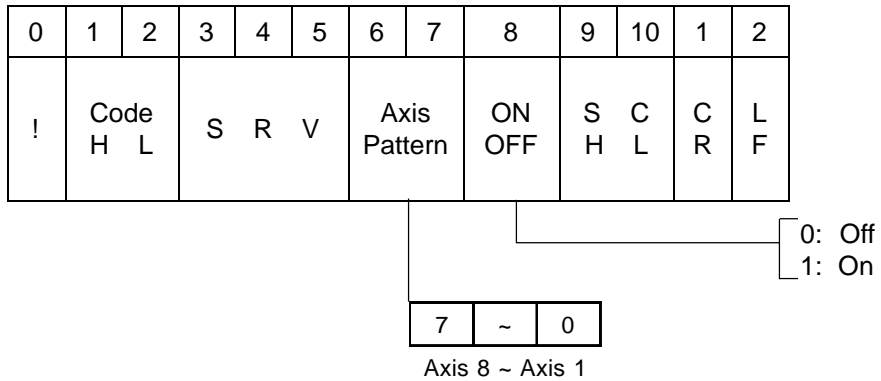 0 1 2 3 4 5 6 7 8 9 10 1 2
! Code S R V Axis ON S C C L
H L Pattern OFF H L R F
0: Off
1: On
7 ~ 0
Axis 8 ~ Axis 1